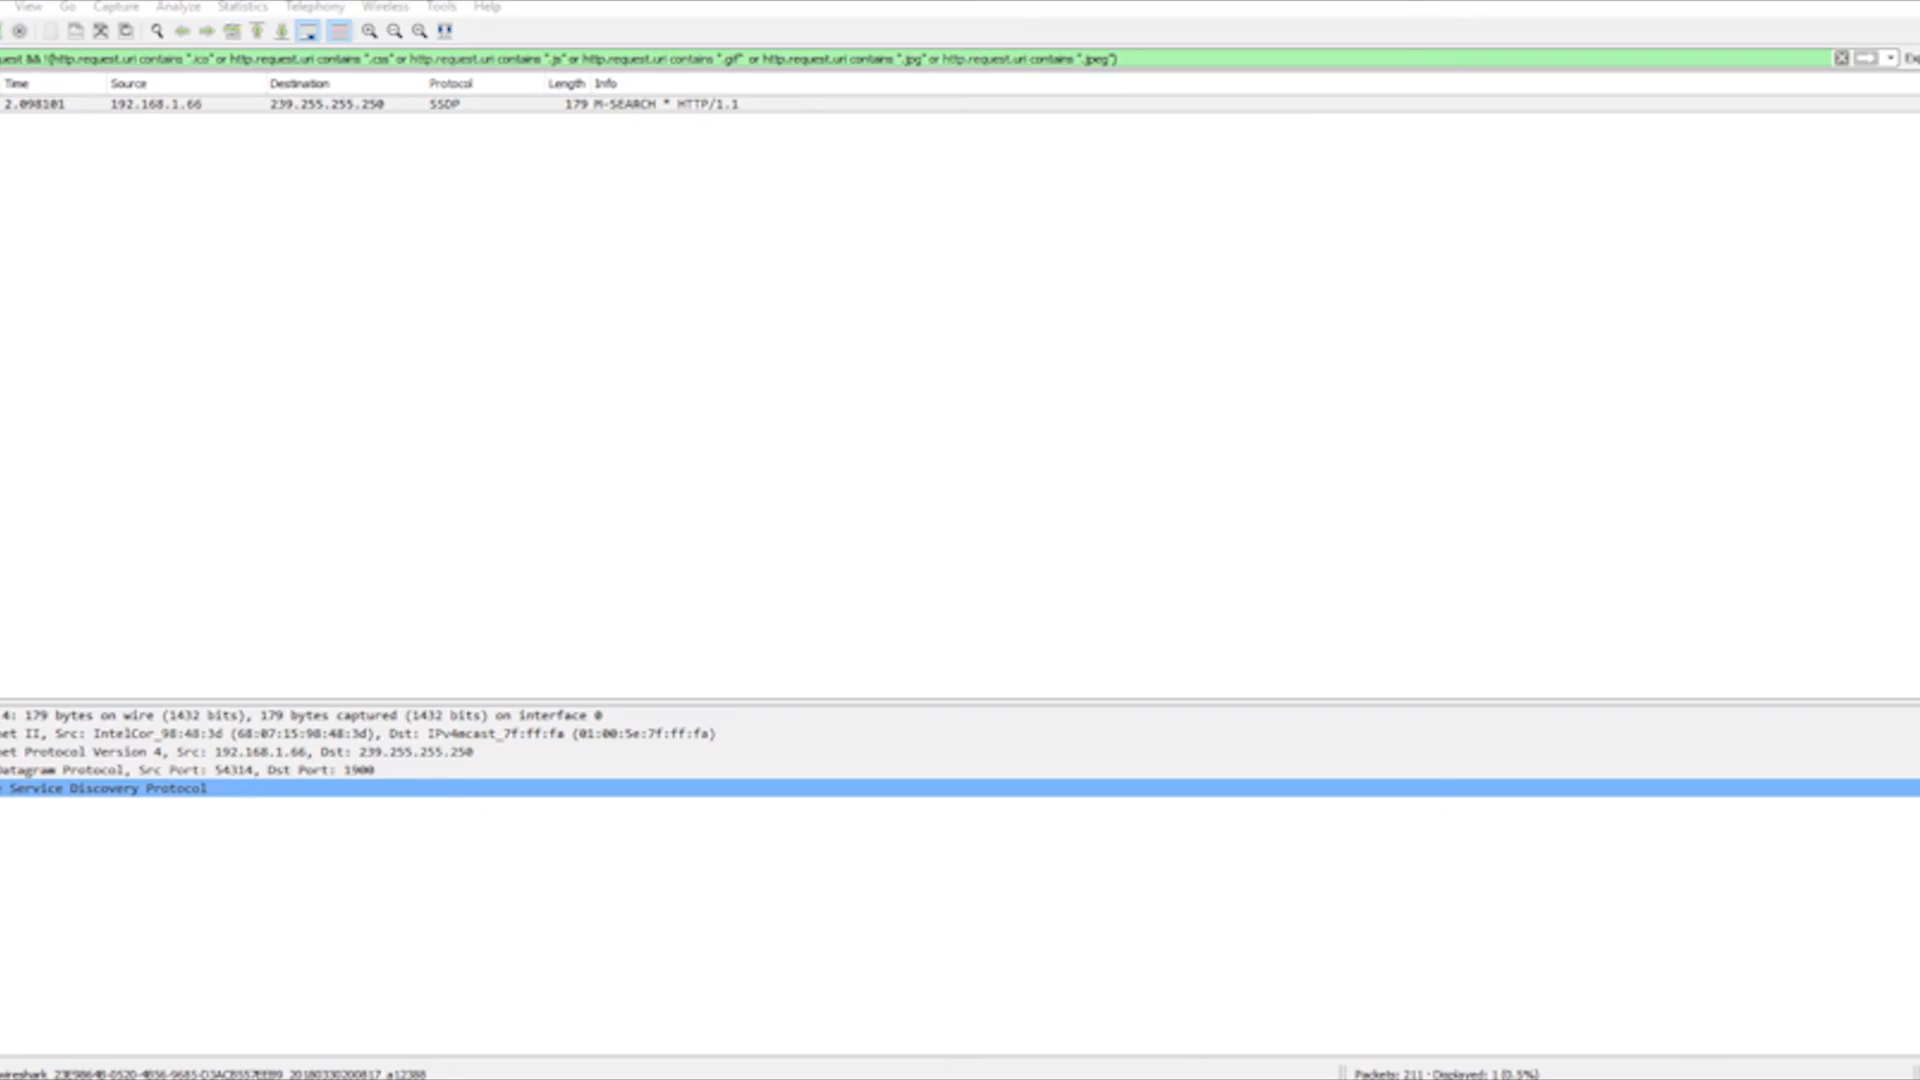 View Go Capture Analyze Statistics Telephony Wireless Tools Help
uest && !(http.request.uri contains ".ico" or http.request.uri contains ".css" or http.request.uri contains ".js" or http.request.uri contains ".gif" or http.request.uri contains ".jpg" or http.request.uri contains ".jpeg")
Time Source Destination Protocol Length Info
2.098101 192.168.1.66 239.255.255.250 SSDP 179 M-SEARCH * HTTP/1.1
4: 179 bytes on wire (1432 bits), 179 bytes captured (1432 bits) on interface 0
et II, Src: IntelCor_98:48:3d (68:07:15:98:48:3d), Dst: IPv4mcast_7f:ff:fa (01:00:5e:7f:ff:fa)
et Protocol Version 4, Src: 192.168.1.66, Dst: 239.255.255.250
Datagram Protocol, Src Port: 54314, Dst Port: 1900
Service Discovery Protocol
Packets: 211 · Displayed: 1 (0.5%)